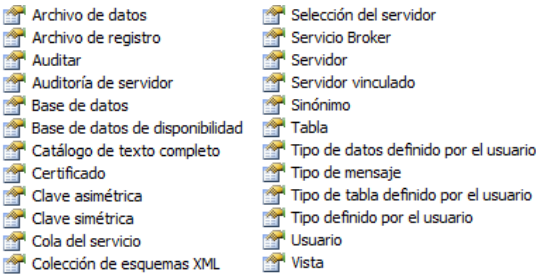 Archivo de datos
Archivo de registro
Auditar
Auditoría de servidor
Base de datos
Base de datos de disponibilidad
Catálogo de texto completo
Certificado
Clave asimétrica
Clave simétrica
Cola del servicio
Colección de esquemas XML
Selección del servidor
Servicio Broker
Servidor
Servidor vinculado
Sinónimo
Tabla
Tipo de datos definido por el usuario
Tipo de mensaje
Tipo de tabla definido por el usuario
Tipo definido por el usuario
Usuario
Vista